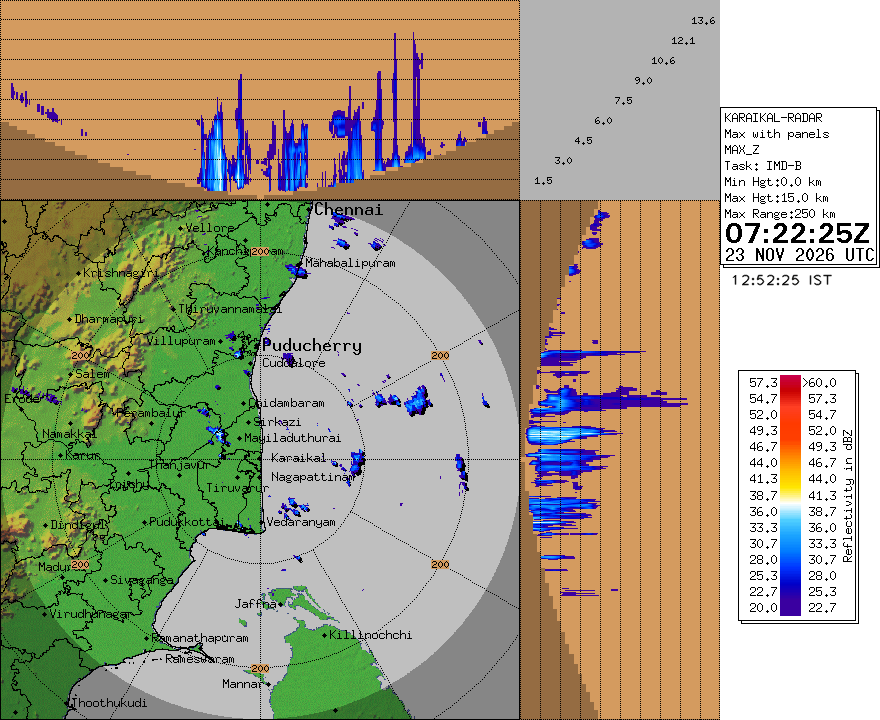 13.6
12.1
10.6
9.0
7.5
6.0
4.5
3.0
1.5
KARAIKAL-RADAR
Max with panels
MAX_Z
Task: IMD-B
Min Hgt:0.0 km
Max Hgt:15.0 km
Max Range:250 km
07:22:25Z
23 NOV 2026 UTC
12:52:25 IST
Chennai
Vellore
200
Mahabalipuram
Krishnagiri
Thiruvannamalai
Dharmapuri
Villupuram
Puducherry
200
200
Cuddalore
Salem
Erode
Chidambaram
Perambalur
Sirkazi
Namakkal
Mayiladuthurai
Karur
Thanjavur
Karaikal
Nagapattinam
Tiruvarur
Dindigul
Pudukkottai
Vedaranyam
200
200
Madurai
Sivaganga
Jaffna
Virudhunagar
Ramanathapuram
Killinochchi
Rameswaram
200
Mannar
Thoothukudi
57.3 >60.0
54.7 57.3
52.0 54.7
49.3 52.0
46.7 49.3
44.0 46.7
41.3 44.0
38.7 41.3
36.0 38.7
33.3 36.0
30.7 33.3
28.0 30.7
25.3 28.0
22.7 25.3
20.0 22.7
Reflectivity in dBZ